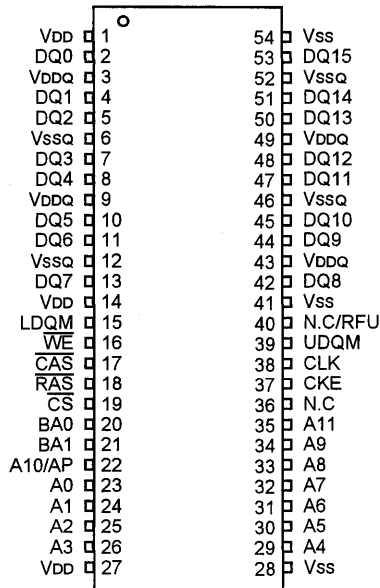 VDD 1 54 VSS
DQ0 2 53 DQ15
VDDQ 3 52 VSSQ
DQ1 4 51 DQ14
DQ2 5 50 DQ13
VSSQ 6 49 VDDQ
DQ3 7 48 DQ12
DQ4 8 47 DQ11
VDDQ 9 46 VSSQ
DQ5 10 45 DQ10
DQ6 11 44 DQ9
VSSQ 12 43 VDDQ
DQ7 13 42 DQ8
VDD 14 41 VSS
LDQM 15 40 N.C/RFU
W̅E̅ 16 39 UDQM
C̅A̅S̅ 17 38 CLK
R̅A̅S̅ 18 37 CKE
C̅S̅ 19 36 N.C
BA0 20 35 A11
BA1 21 34 A9
A10/AP 22 33 A8
A0 23 32 A7
A1 24 31 A6
A2 25 30 A5
A3 26 29 A4
VDD 27 28 VSS